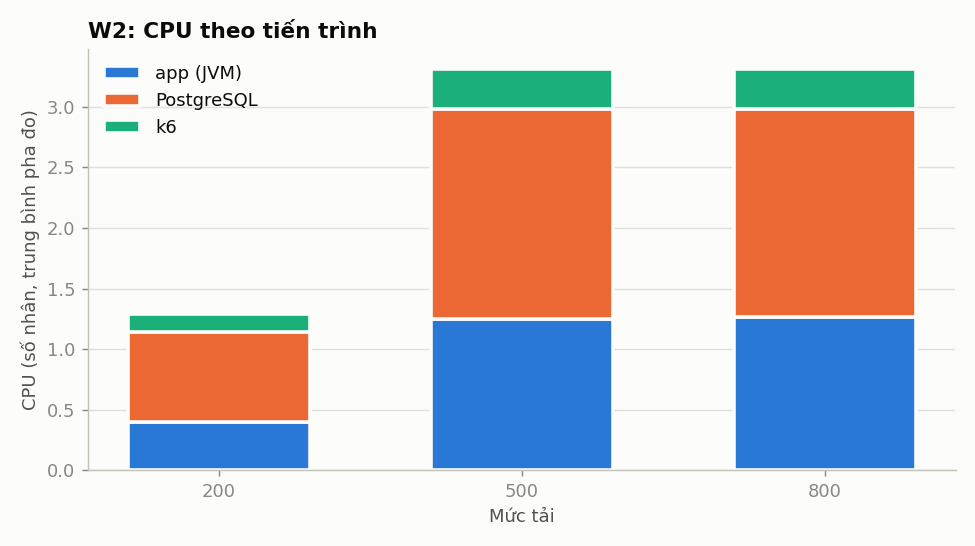 W2: CPU theo tiến trình
app (JVM)
PostgreSQL
k6
CPU (số nhân, trung bình pha đo)
3.0
2.5
2.0
1.5
1.0
0.5
0.0
200
500
800
Mức tải